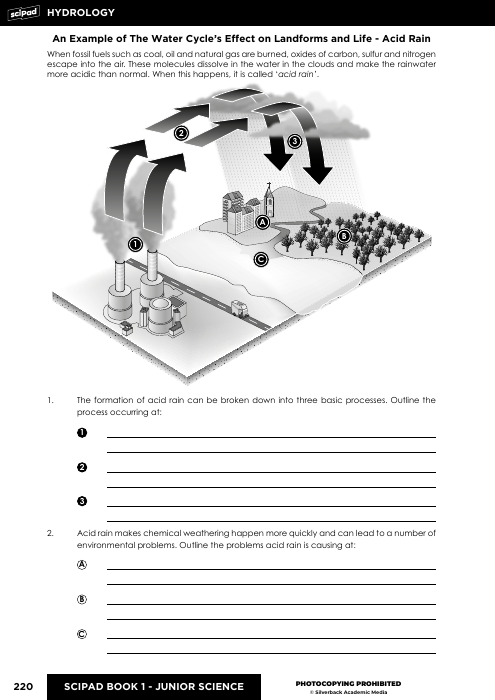 scipad HYDROLOGY
An Example of The Water Cycle's Effect on Landforms and Life - Acid Rain
When fossil fuels such as coal, oil and natural gas are burned, oxides of carbon, sulfur and nitrogen
escape into the air. These molecules dissolve in the water in the clouds and make the rainwater
more acidic than normal. When this happens, it is called 'acid rain'.
2
3
A
B
1
C
1. The formation of acid rain can be broken down into three basic processes. Outline the
process occurring at:
1
2
3
2. Acid rain makes chemical weathering happen more quickly and can lead to a number of
environmental problems. Outline the problems acid rain is causing at:
A
B
C
220 SCIPAD BOOK 1 - JUNIOR SCIENCE
PHOTOCOPYING PROHIBITED
© Silverback Academic Media